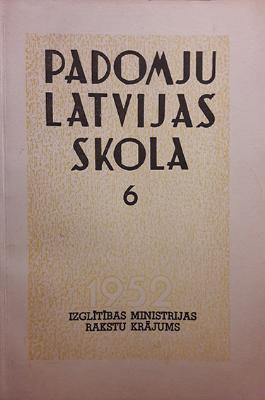 PADOMJU
LATVIJAS
SKOLA
6
1952
IZGLĪTĪBAS MINISTRIJAS
RAKSTU KRĀJUMS